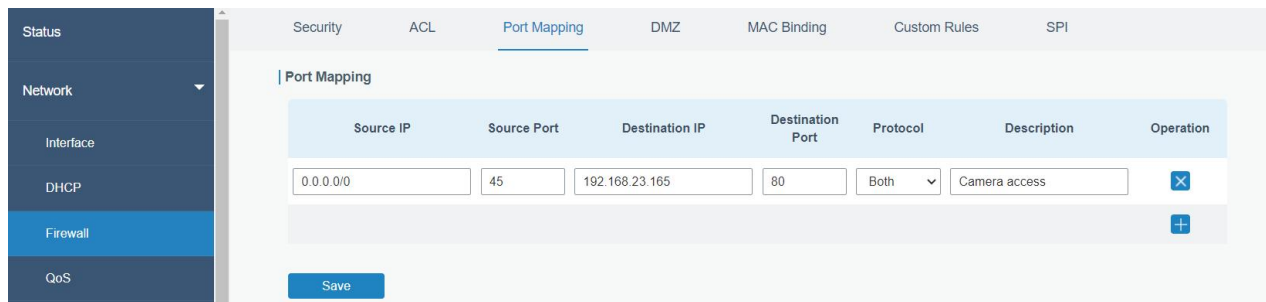 Status
Security ACL Port Mapping DMZ MAC Binding Custom Rules SPI
Network
Port Mapping
Source IP Source Port Destination IP Destination Port Protocol Description Operation
Interface
0.0.0.0/0 45 192.168.23.165 80 Both Camera access
DHCP
Firewall
QoS
Save